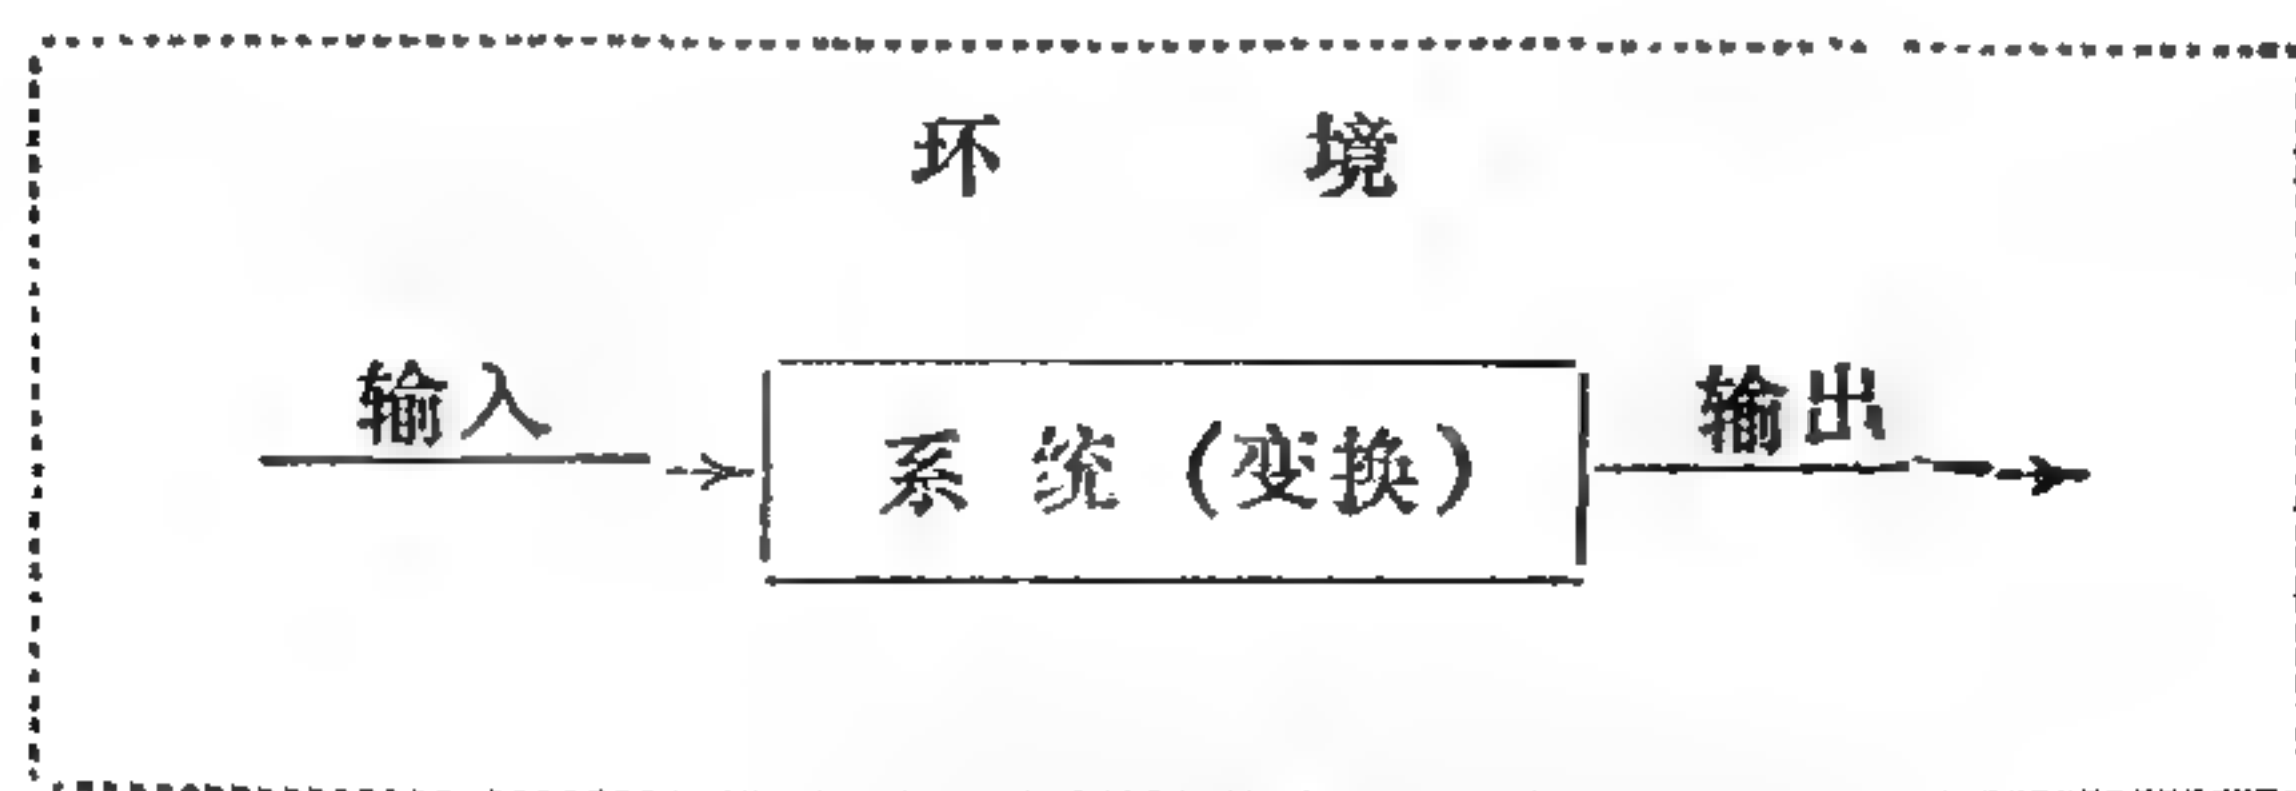 环 境
输入
系 统（变换）
输出